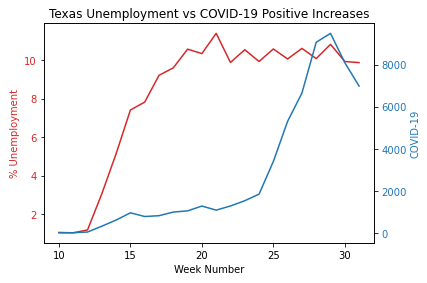 Texas Unemployment vs COVID-19 Positive Increases
% Unemployment
10
8
6
4
2
8000
6000
4000
2000
0
COVID-19
10 15 20 25 30
Week Number